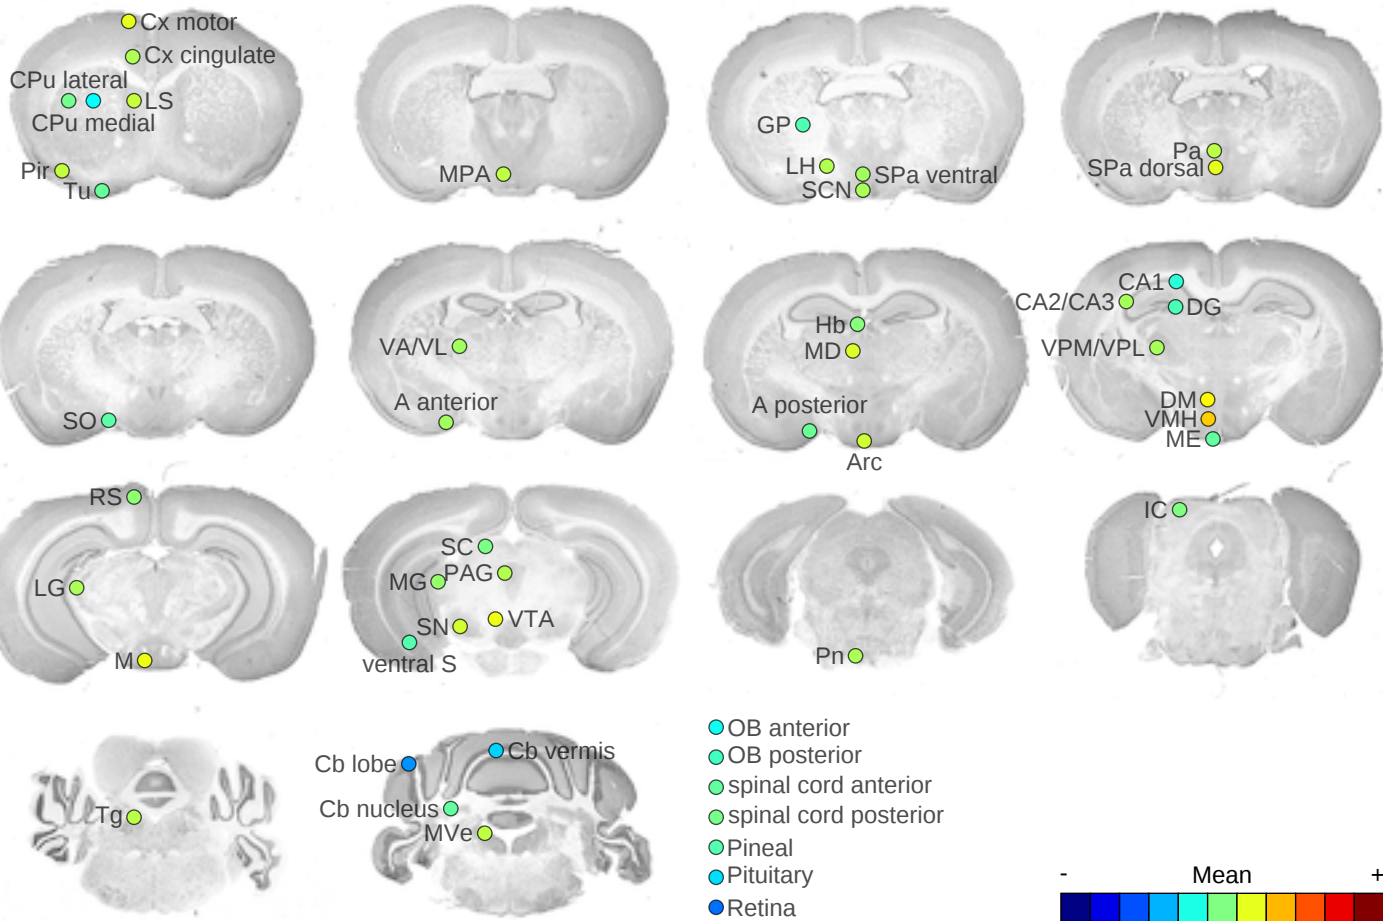 Cx motor
Cx cingulate
CPu lateral
LS
CPu medial
Pir
Tu
MPA
GP
LH
SPa ventral
SCN
Pa
SPa dorsal
SO
VA/VL
A anterior
Hb
MD
A posterior
Arc
CA1
CA2/CA3
DG
VPM/VPL
DM
VMH
ME
RS
LG
M
SC
MG
PAG
SN
VTA
ventral S
Pn
IC
Tg
Cb lobe
Cb vermis
Cb nucleus
MVe
OB anterior
OB posterior
spinal cord anterior
spinal cord posterior
Pineal
Pituitary
Retina
- Mean +